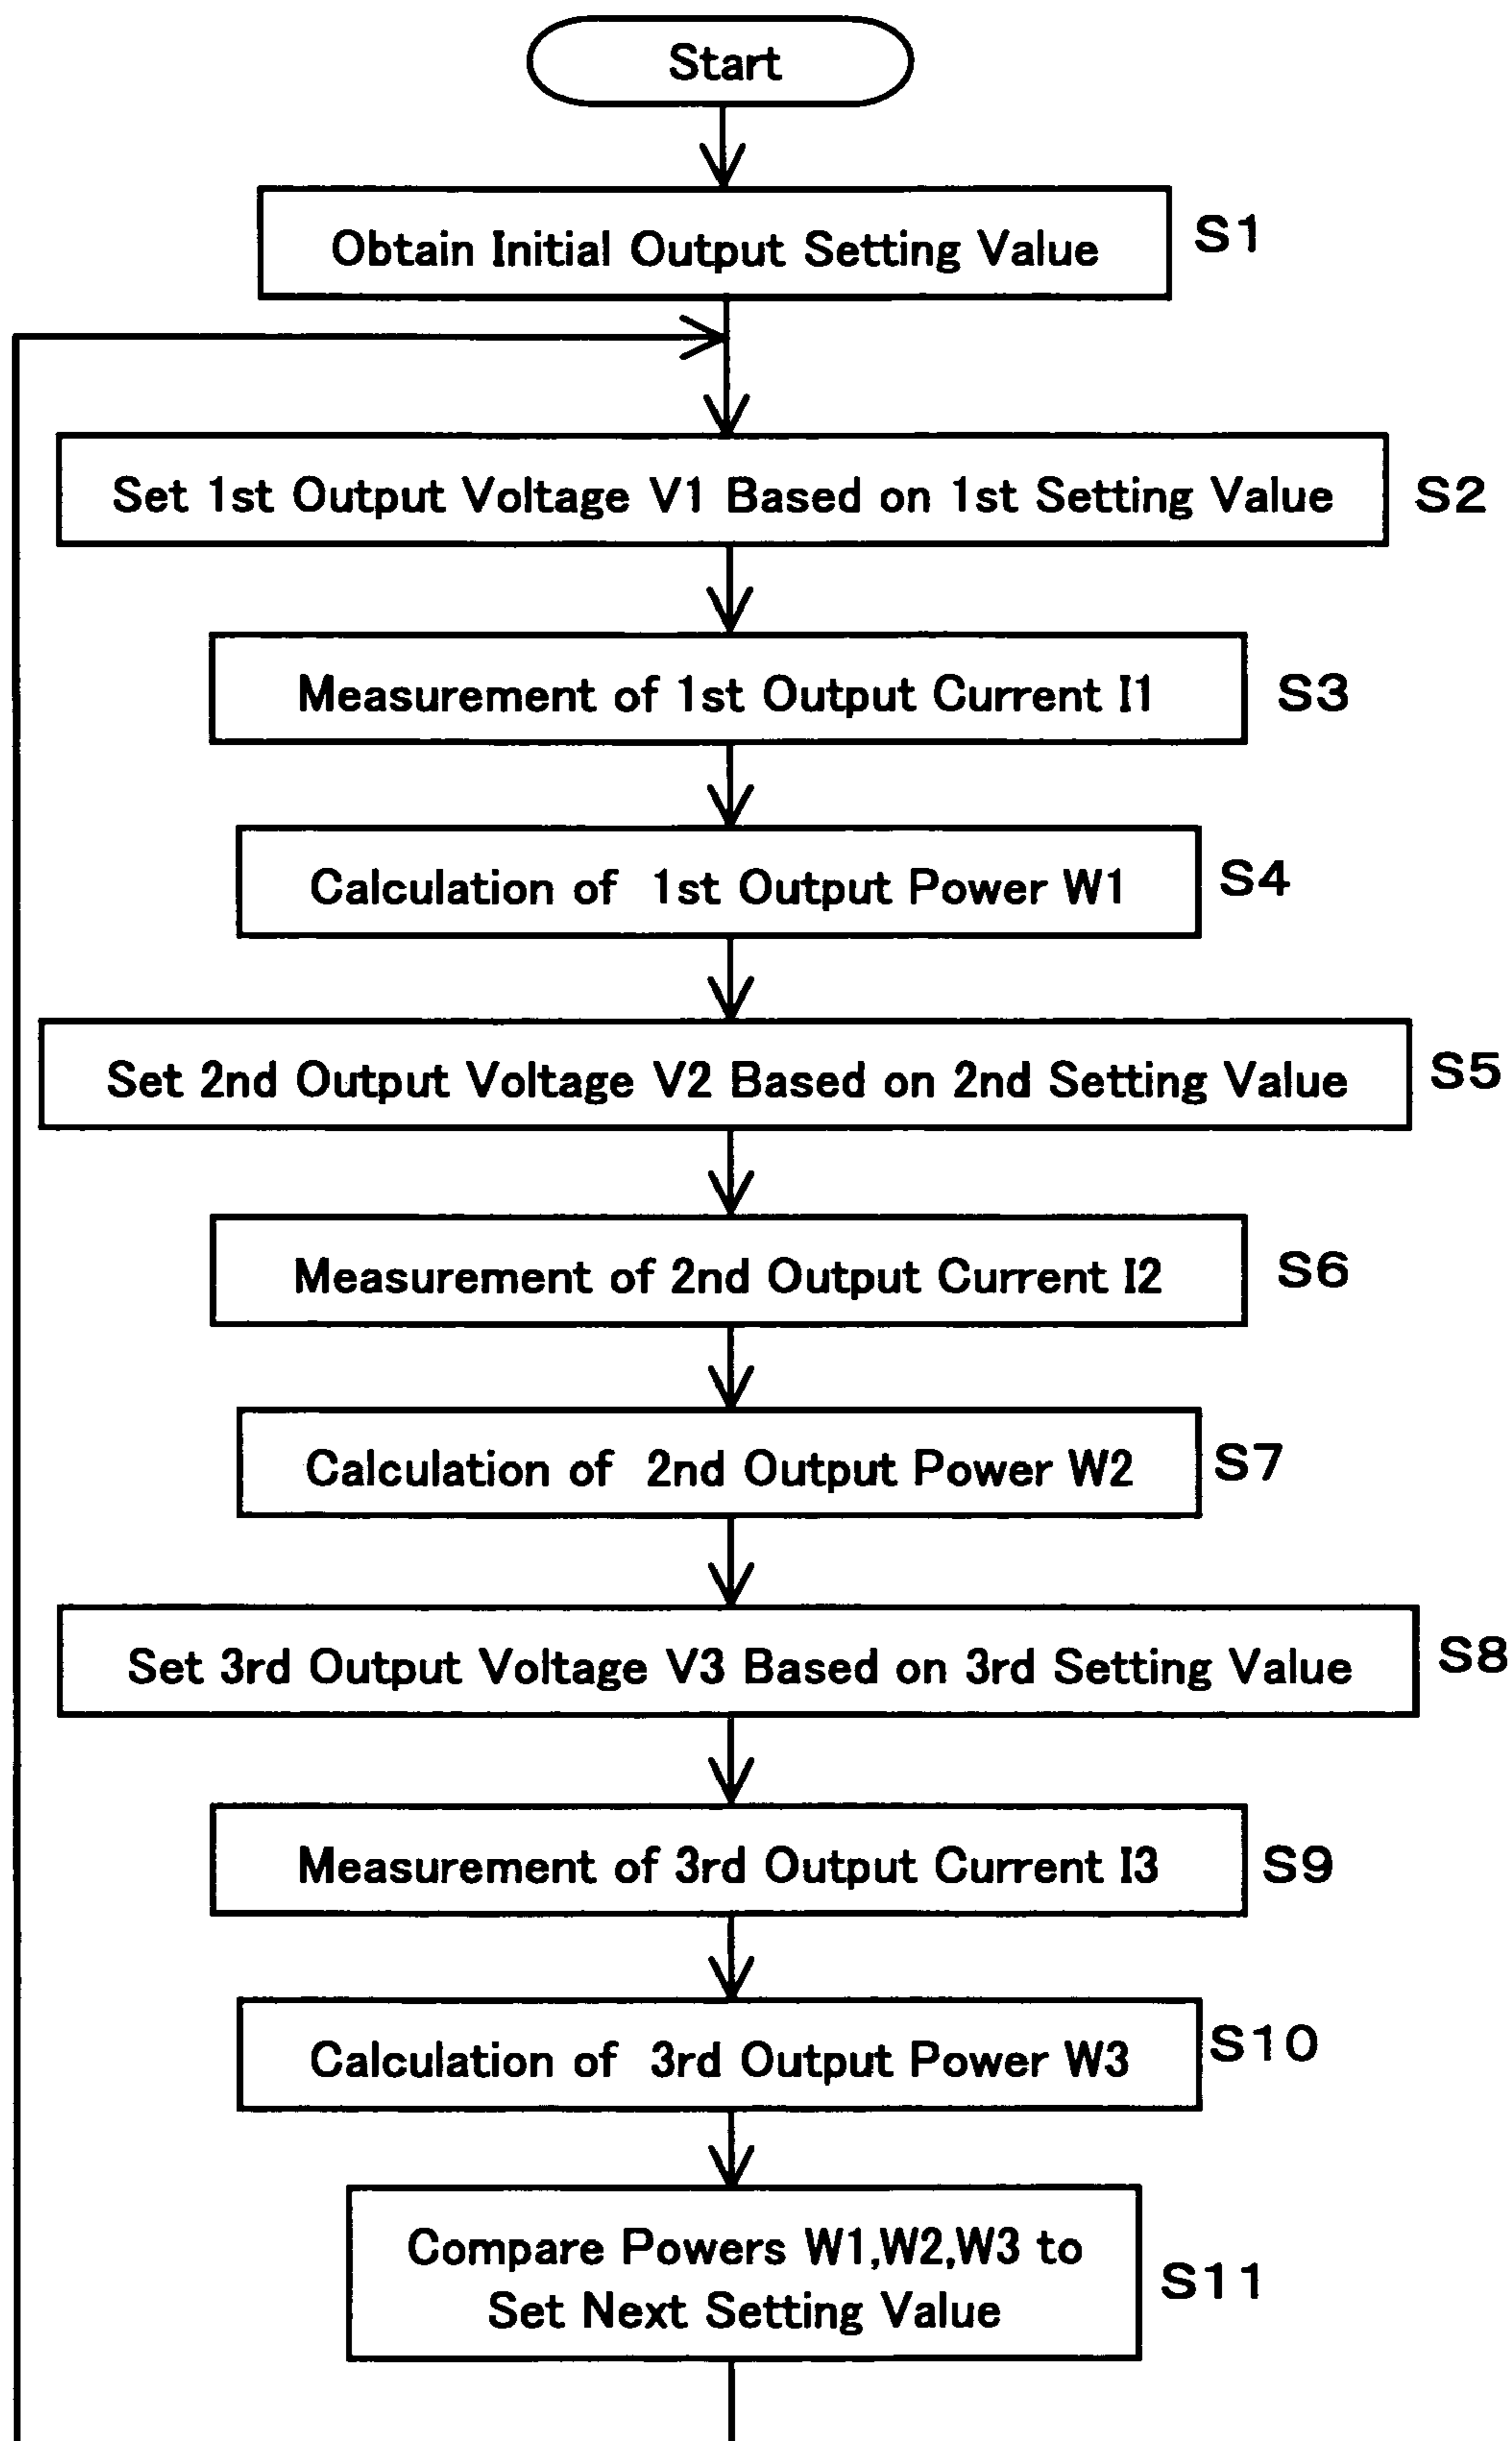 Start
Obtain Initial Output Setting Value
S1
Set 1st Output Voltage V1 Based on 1st Setting Value
S2
Measurement of 1st Output Current I1
S3
Calculation of 1st Output Power W1
S4
Set 2nd Output Voltage V2 Based on 2nd Setting Value
S5
Measurement of 2nd Output Current I2
S6
Calculation of 2nd Output Power W2
S7
Set 3rd Output Voltage V3 Based on 3rd Setting Value
S8
Measurement of 3rd Output Current I3
S9
Calculation of 3rd Output Power W3
S10
Compare Powers W1,W2,W3 to
Set Next Setting Value
S11